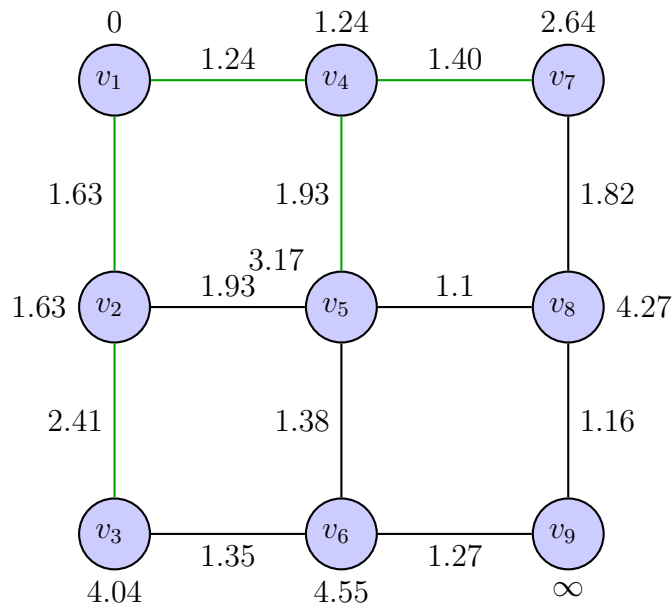 0 1.24 2.64
v₁ 1.24 v₄ 1.40 v₇
1.63 1.93 1.82
3.17
1.63 v₂ 1.93 v₅ 1.1 v₈ 4.27
2.41 1.38 1.16
v₃ 1.35 v₆ 1.27 v₉
4.04 4.55 ∞